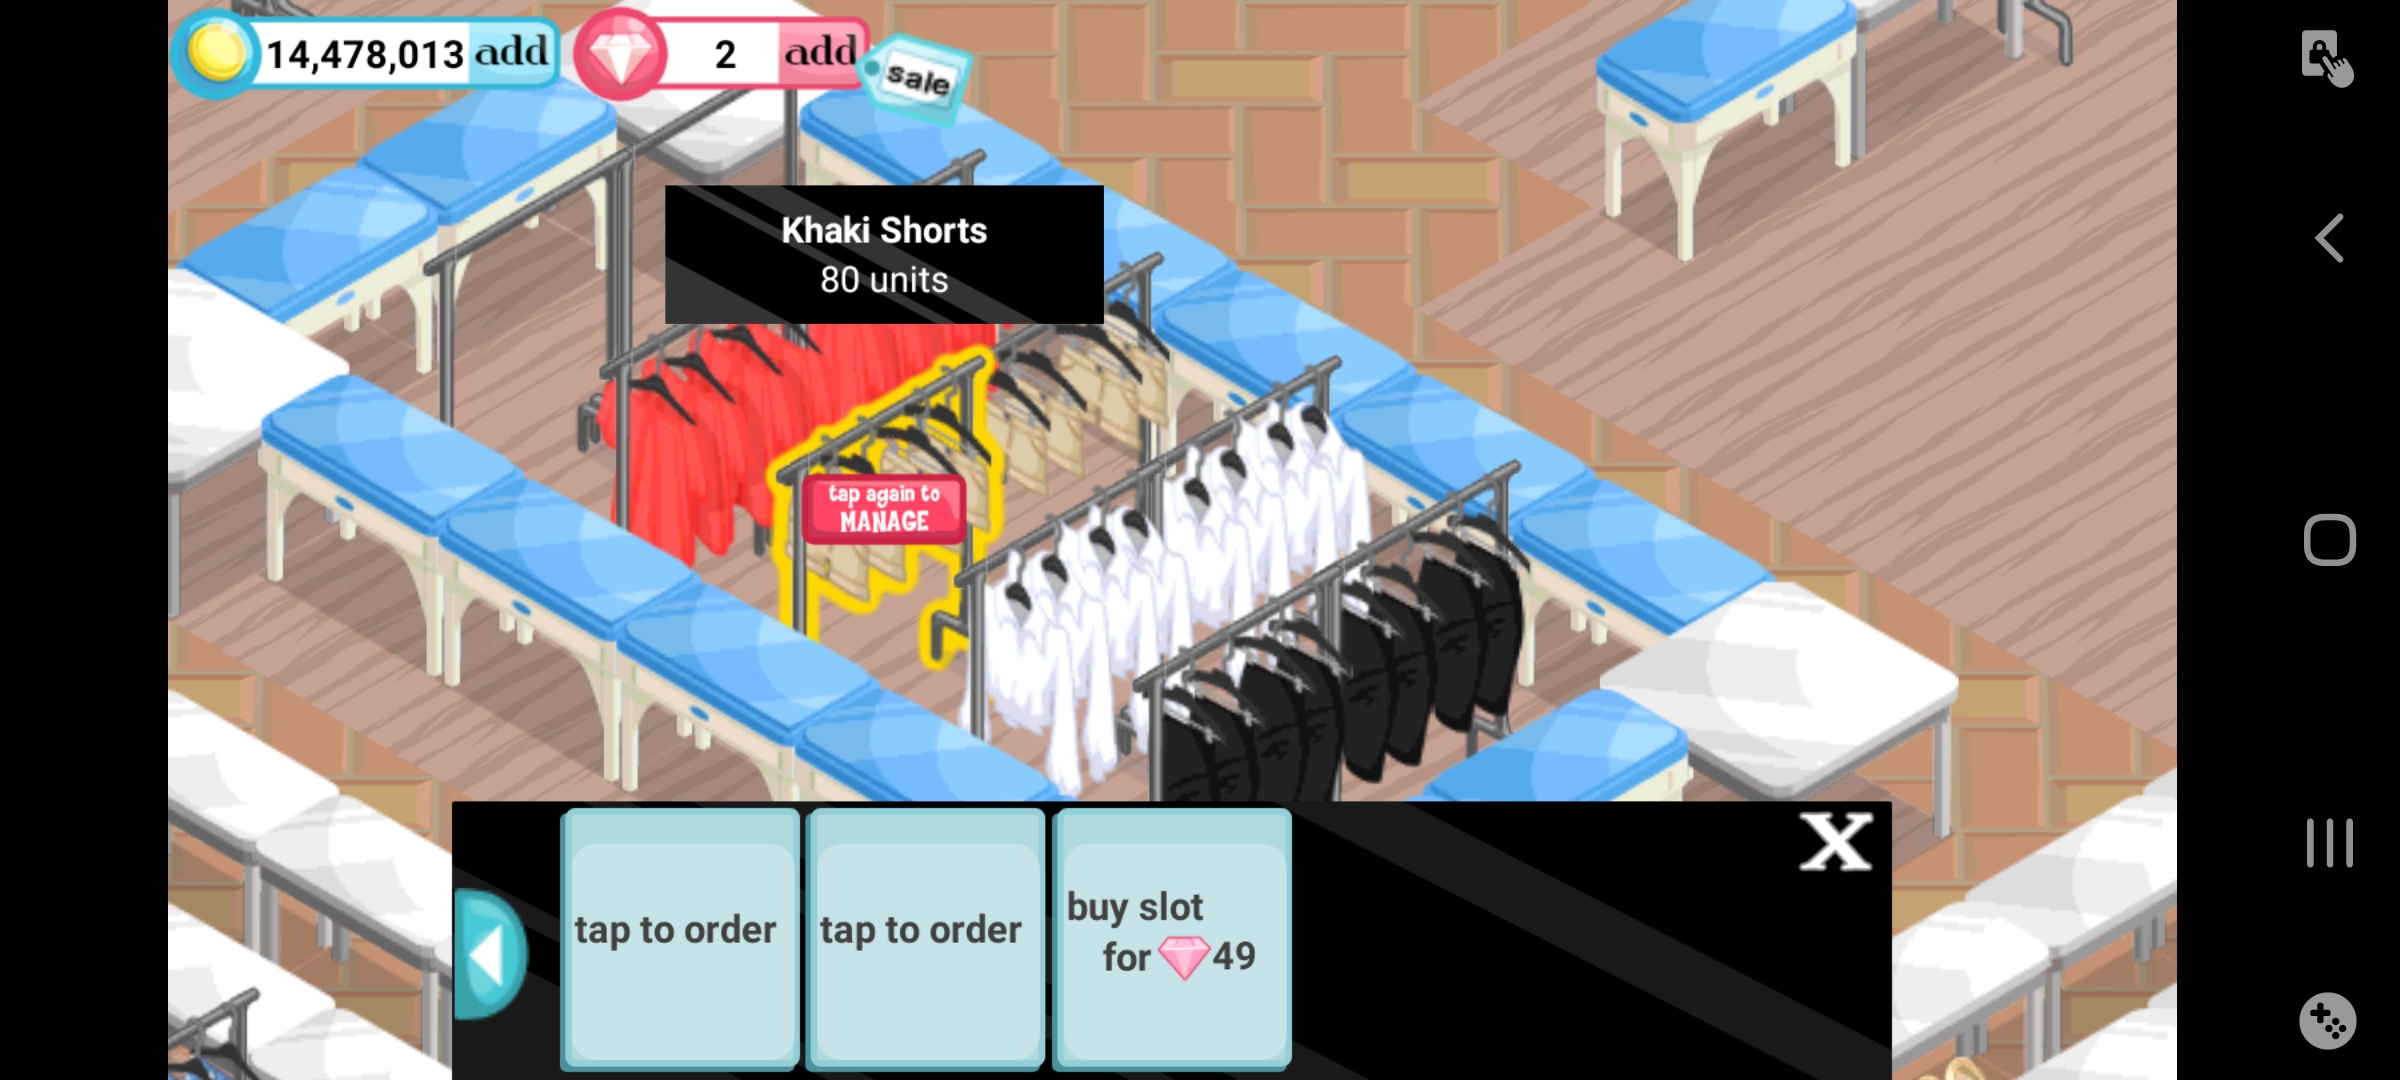 14,478,013 add
2 add
sale
Khaki Shorts
80 units
tap again to
MANAGE
X
tap to order
tap to order
buy slot
for 49